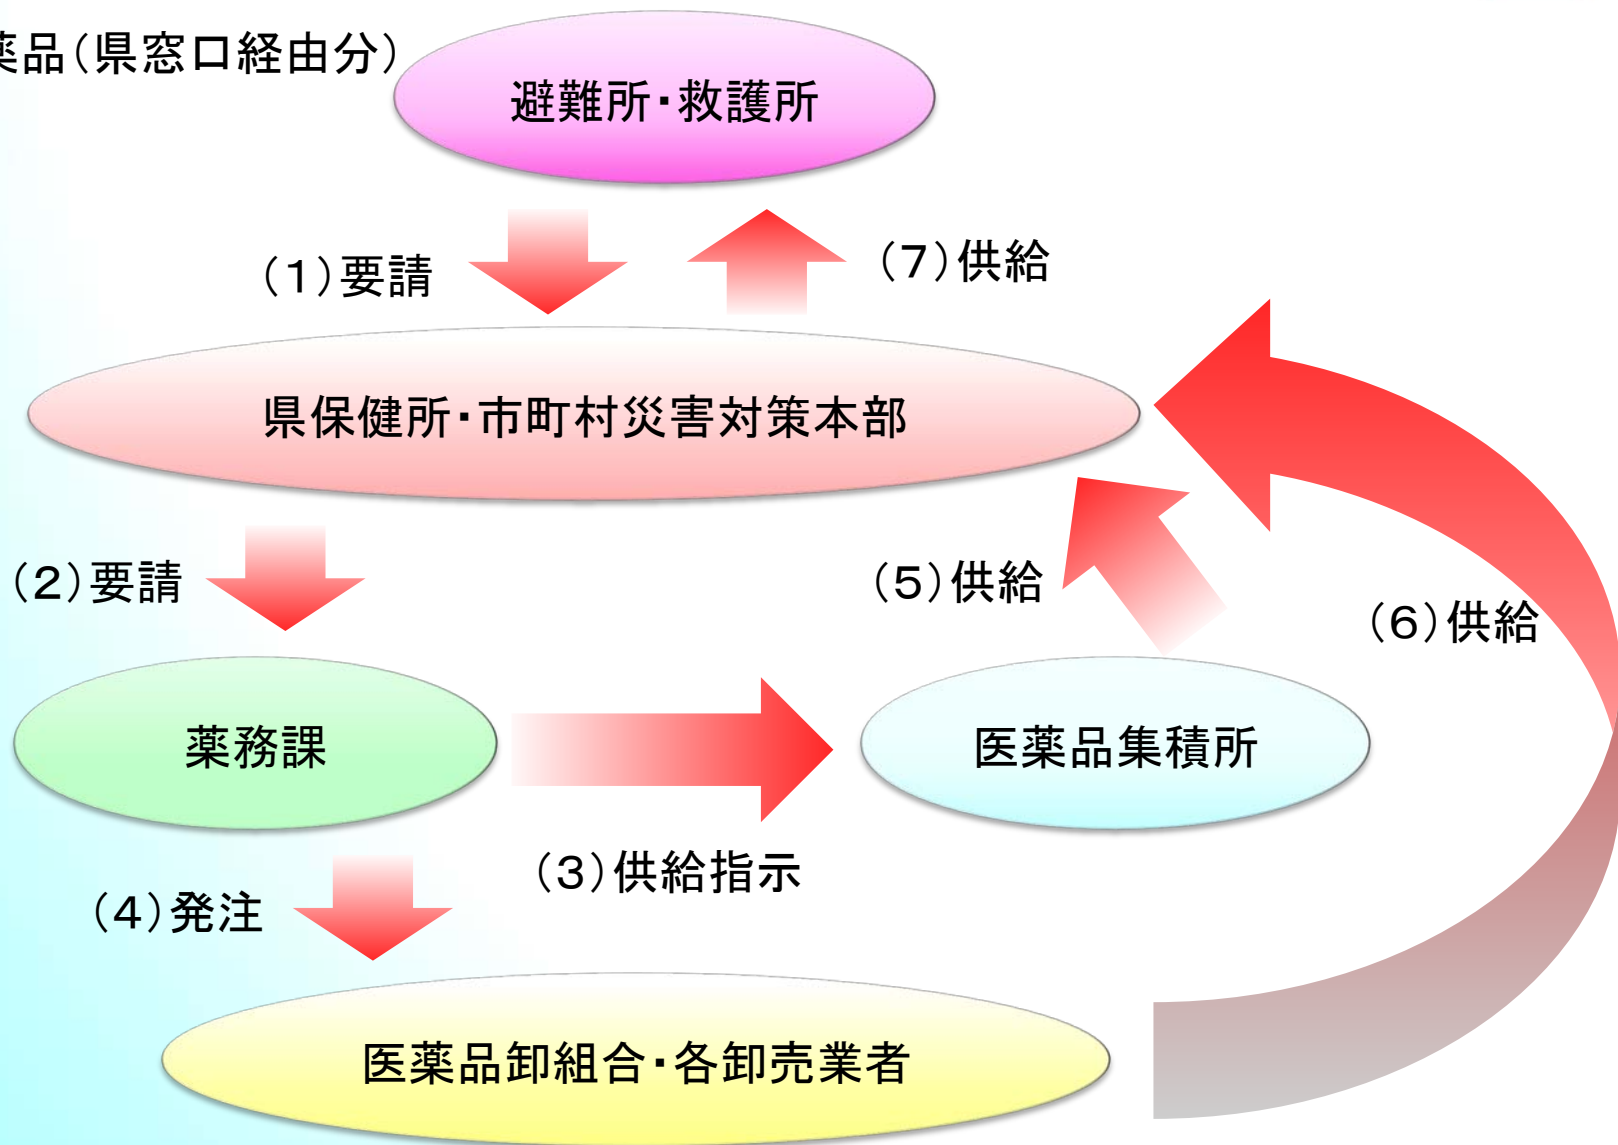 薬品(県窓口経由分)
避難所・救護所
(1)要請
(7)供給
県保健所・市町村災害対策本部
(2)要請
(5)供給
(6)供給
薬務課
医薬品集積所
(3)供給指示
(4)発注
医薬品卸組合・各卸売業者